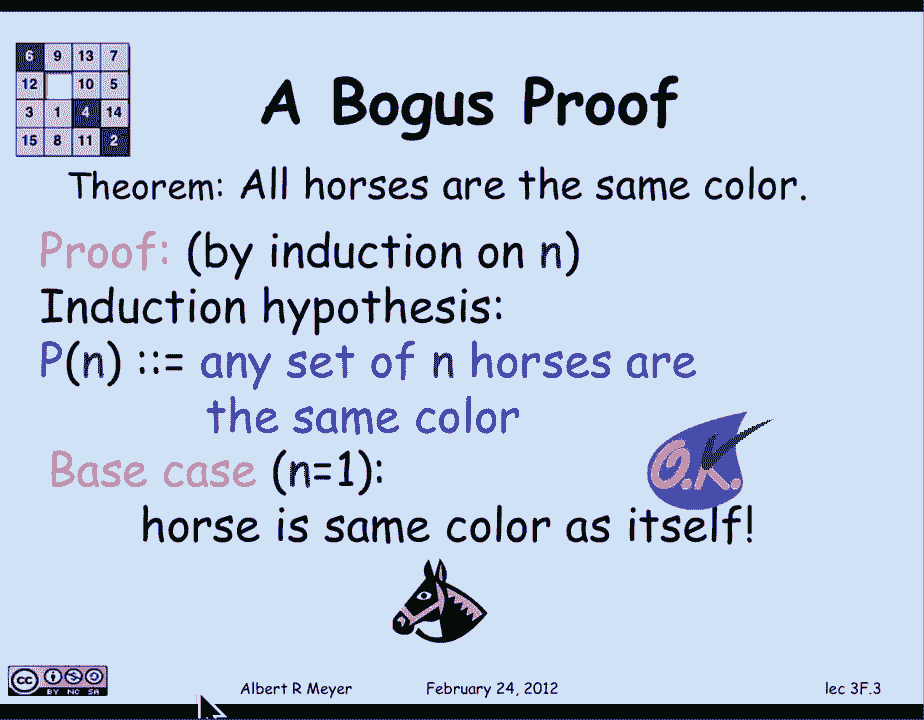 6 9 13 7
12 10 5
3 1 4 14
15 8 11 2
A Bogus Proof
Theorem: All horses are the same color.
Proof: (by induction on n)
Induction hypothesis:
P(n) ::= any set of n horses are
the same color
Base case (n=1):
O.K.
horse is same color as itself!
cc BY NC SA
Albert R Meyer February 24, 2012 lec 3F.3